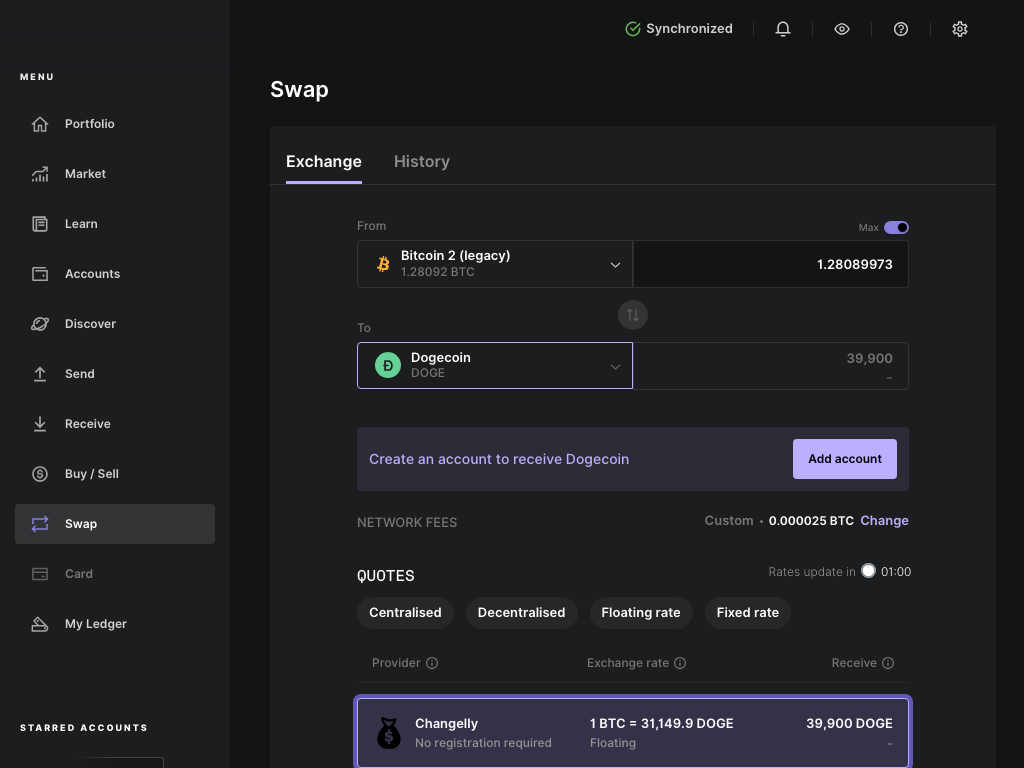 Synchronized
MENU
Portfolio
Market
Learn
Accounts
Discover
Send
Receive
Buy / Sell
Swap
Card
My Ledger
STARRED ACCOUNTS
Swap
Exchange History
From Max
Bitcoin 2 (legacy)
1.28092 BTC
1.28089973
To
Dogecoin
DOGE
39,900
-
Create an account to receive Dogecoin Add account
NETWORK FEES Custom • 0.000025 BTC Change
QUOTES Rates update in 01:00
Centralised Decentralised Floating rate Fixed rate
Provider Exchange rate Receive
Changelly 1 BTC = 31,149.9 DOGE 39,900 DOGE
No registration required Floating -